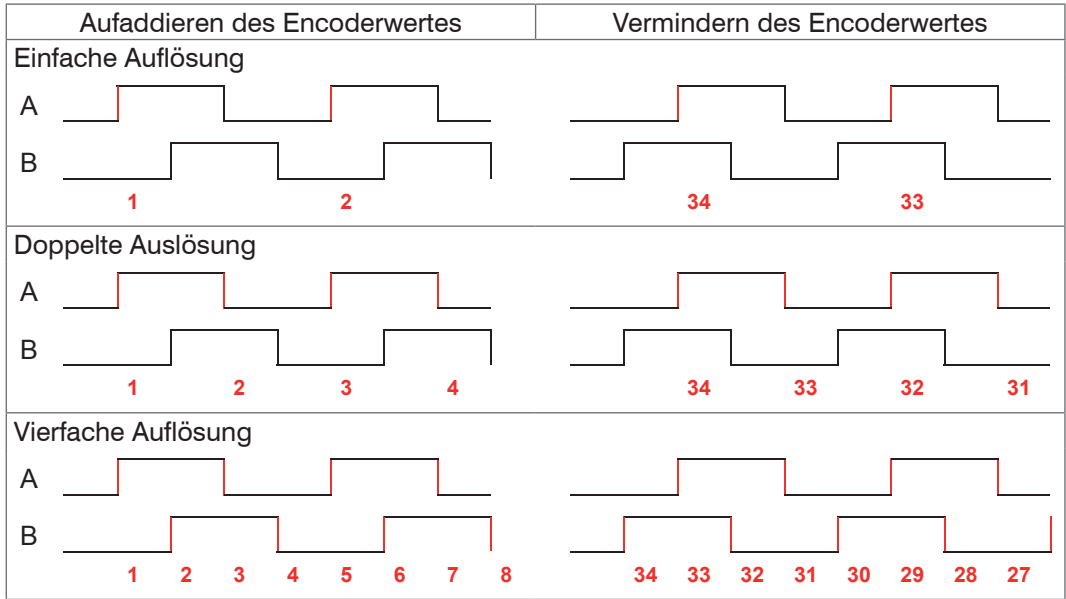 Aufaddieren des Encoderwertes Vermindern des Encoderwertes
Einfache Auflösung
A
B
1 2 34 33
Doppelte Auslösung
A
B
1 2 3 4 34 33 32 31
Vierfache Auflösung
A
B
1 2 3 4 5 6 7 8 34 33 32 31 30 29 28 27